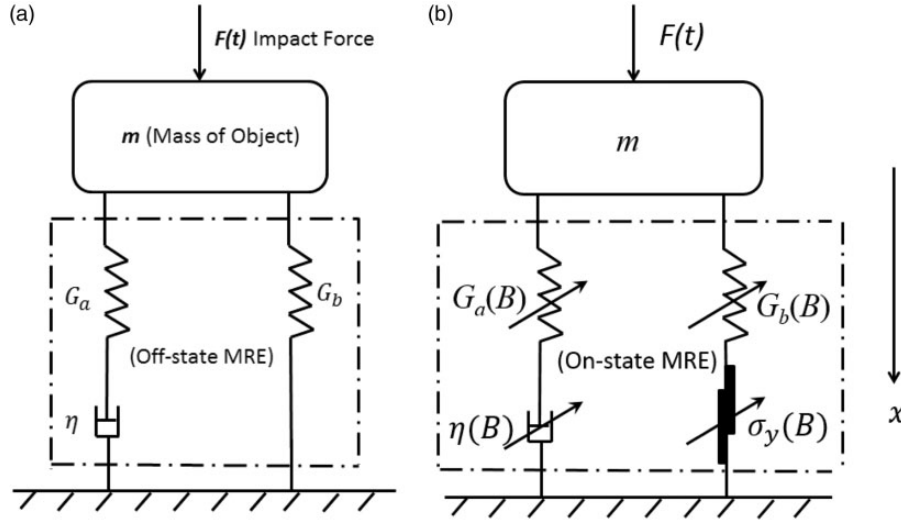 (a)
F(t) Impact Force
m (Mass of Object)
G_a
G_b
(Off-state MRE)
η
(b)
F(t)
m
G_a(B)
G_b(B)
(On-state MRE)
η(B)
σ_y(B)
x